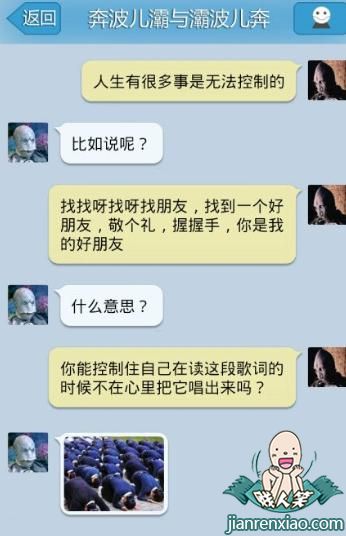 返回
奔波儿灞与灞波儿奔
人生有很多事是无法控制的
比如说呢？
找找呀找呀找朋友，找到一个好
朋友，敬个礼，握握手，你是我
的好朋友
什么意思？
你能控制住自己在读这段歌词的
时候不在心里把它唱出来吗？
贱人笑
jianrenxiao.com